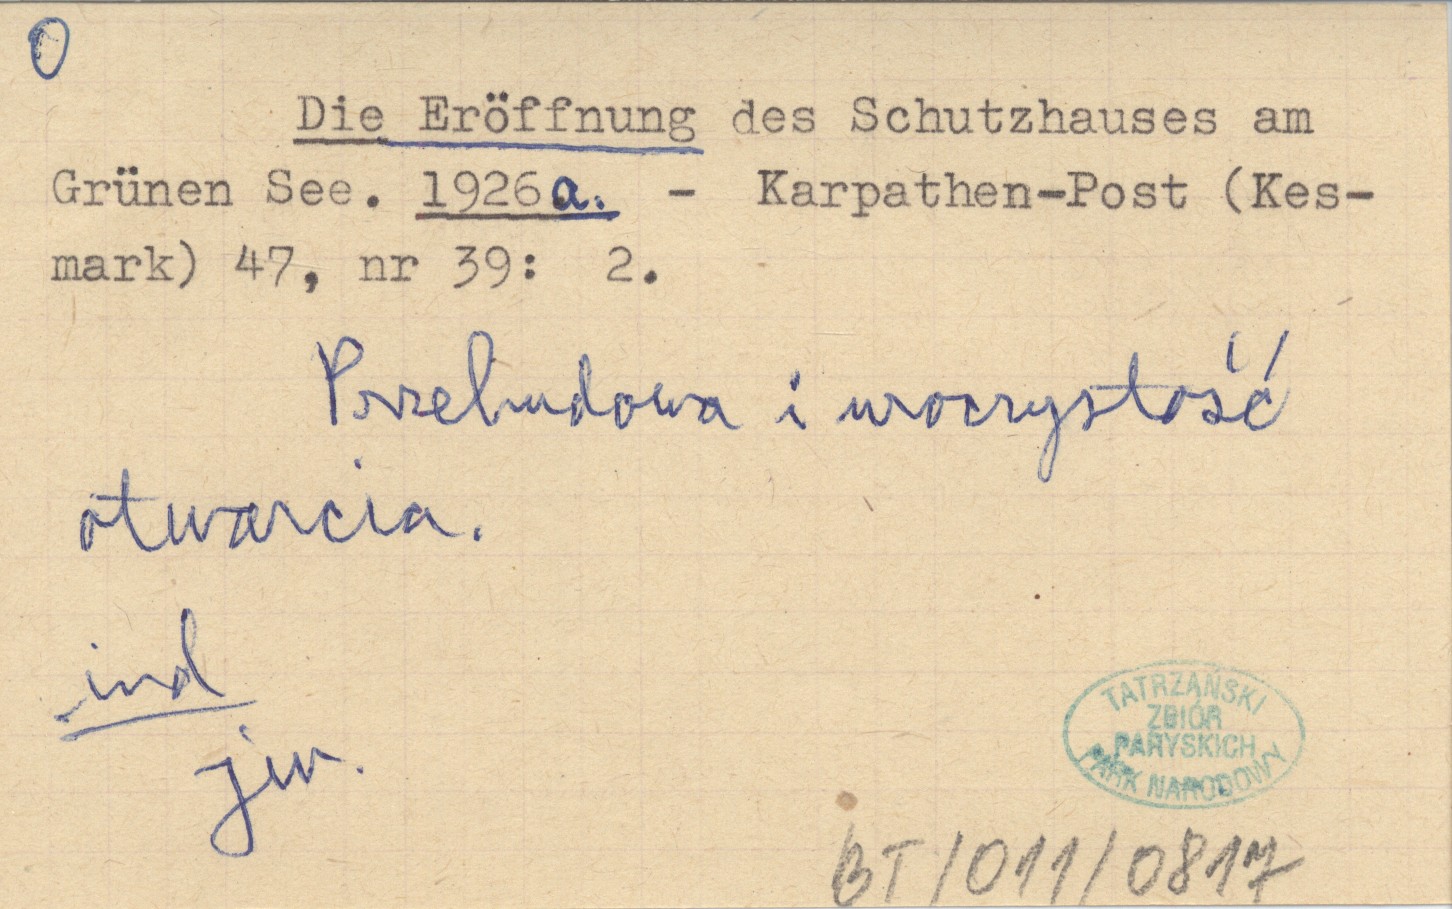 O
Die Eröffnung des Schutzhauses am
Grünen See. 1926a. - Karpathen-Post (Kes-
mark) 47, nr 39: 2.
Przebudowa i uroczystość
otwarcia.
ind
jw.
TATRZAŃSKI
ZBIÓR
PARYSKICH
PARK NARODOWY
BT/011/0817